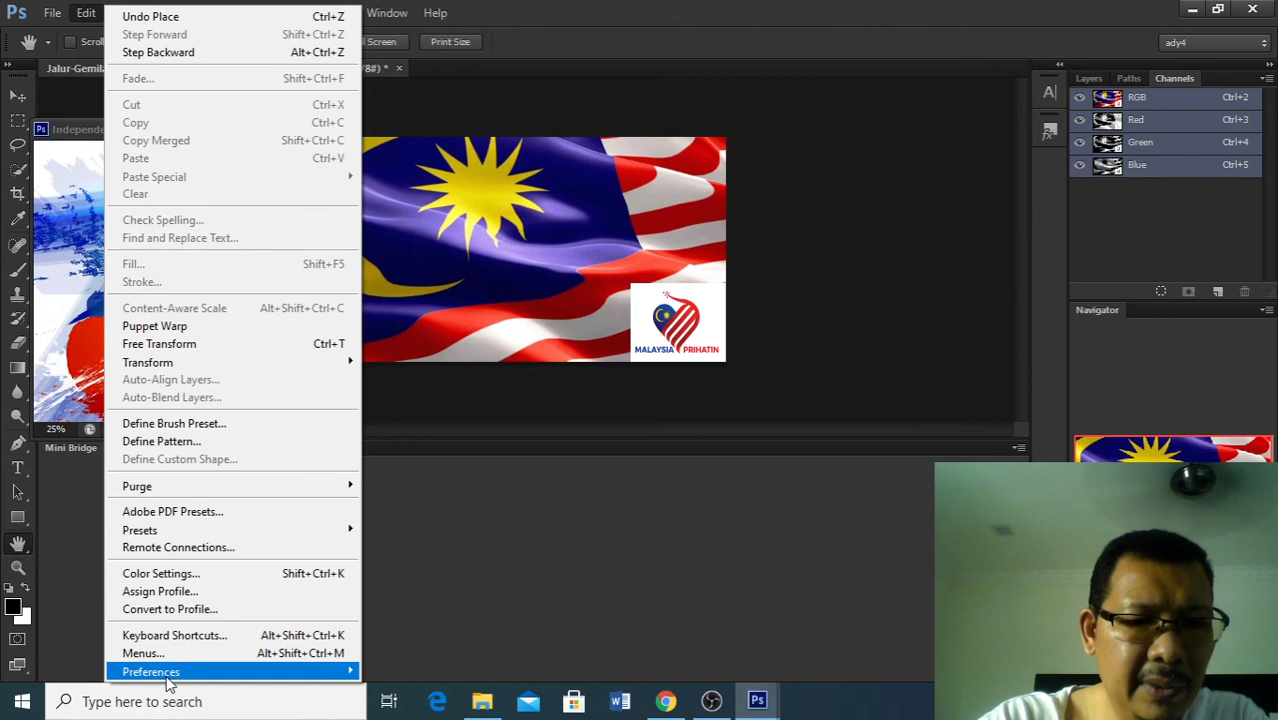 Ps File Edit Window Help
Scroll Screen Print Size ady4
Jalur-Gemila /8#) * ×
Independe
Undo Place Ctrl+Z
Step Forward Shift+Ctrl+Z
Step Backward Alt+Ctrl+Z
Fade... Shift+Ctrl+F
Cut Ctrl+X
Copy Ctrl+C
Copy Merged Shift+Ctrl+C
Paste Ctrl+V
Paste Special
Clear
Check Spelling...
Find and Replace Text...
Fill... Shift+F5
Stroke...
Content-Aware Scale Alt+Shift+Ctrl+C
Puppet Warp
Free Transform Ctrl+T
Transform
Auto-Align Layers...
Auto-Blend Layers...
Define Brush Preset...
Define Pattern...
Define Custom Shape...
Purge
Adobe PDF Presets...
Presets
Remote Connections...
Color Settings... Shift+Ctrl+K
Assign Profile...
Convert to Profile...
Keyboard Shortcuts... Alt+Shift+Ctrl+K
Menus... Alt+Shift+Ctrl+M
Preferences
25%
Mini Bridge
MALAYSIA PRIHATIN
Layers Paths Channels
RGB Ctrl+2
Red Ctrl+3
Green Ctrl+4
Blue Ctrl+5
Navigator
Type here to search